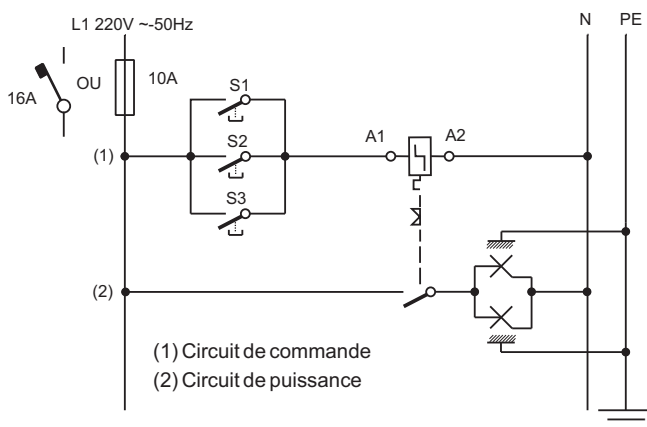 L1 220V ~-50Hz
N
PE
16A
OU
10A
S1
S2
S3
A1
A2
(1)
(2)
(1) Circuit de commande
(2) Circuit de puissance